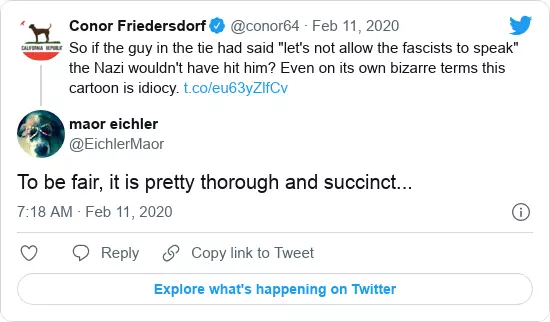 Conor Friedersdorf @conor64 · Feb 11, 2020
So if the guy in the tie had said "let's not allow the fascists to speak"
the Nazi wouldn't have hit him? Even on its own bizarre terms this
cartoon is idiocy. t.co/eu63yZlfCv
CALIFORNIA REPUBLIC
maor eichler
@EichlerMaor
To be fair, it is pretty thorough and succinct...
7:18 AM · Feb 11, 2020
Reply
Copy link to Tweet
Explore what's happening on Twitter